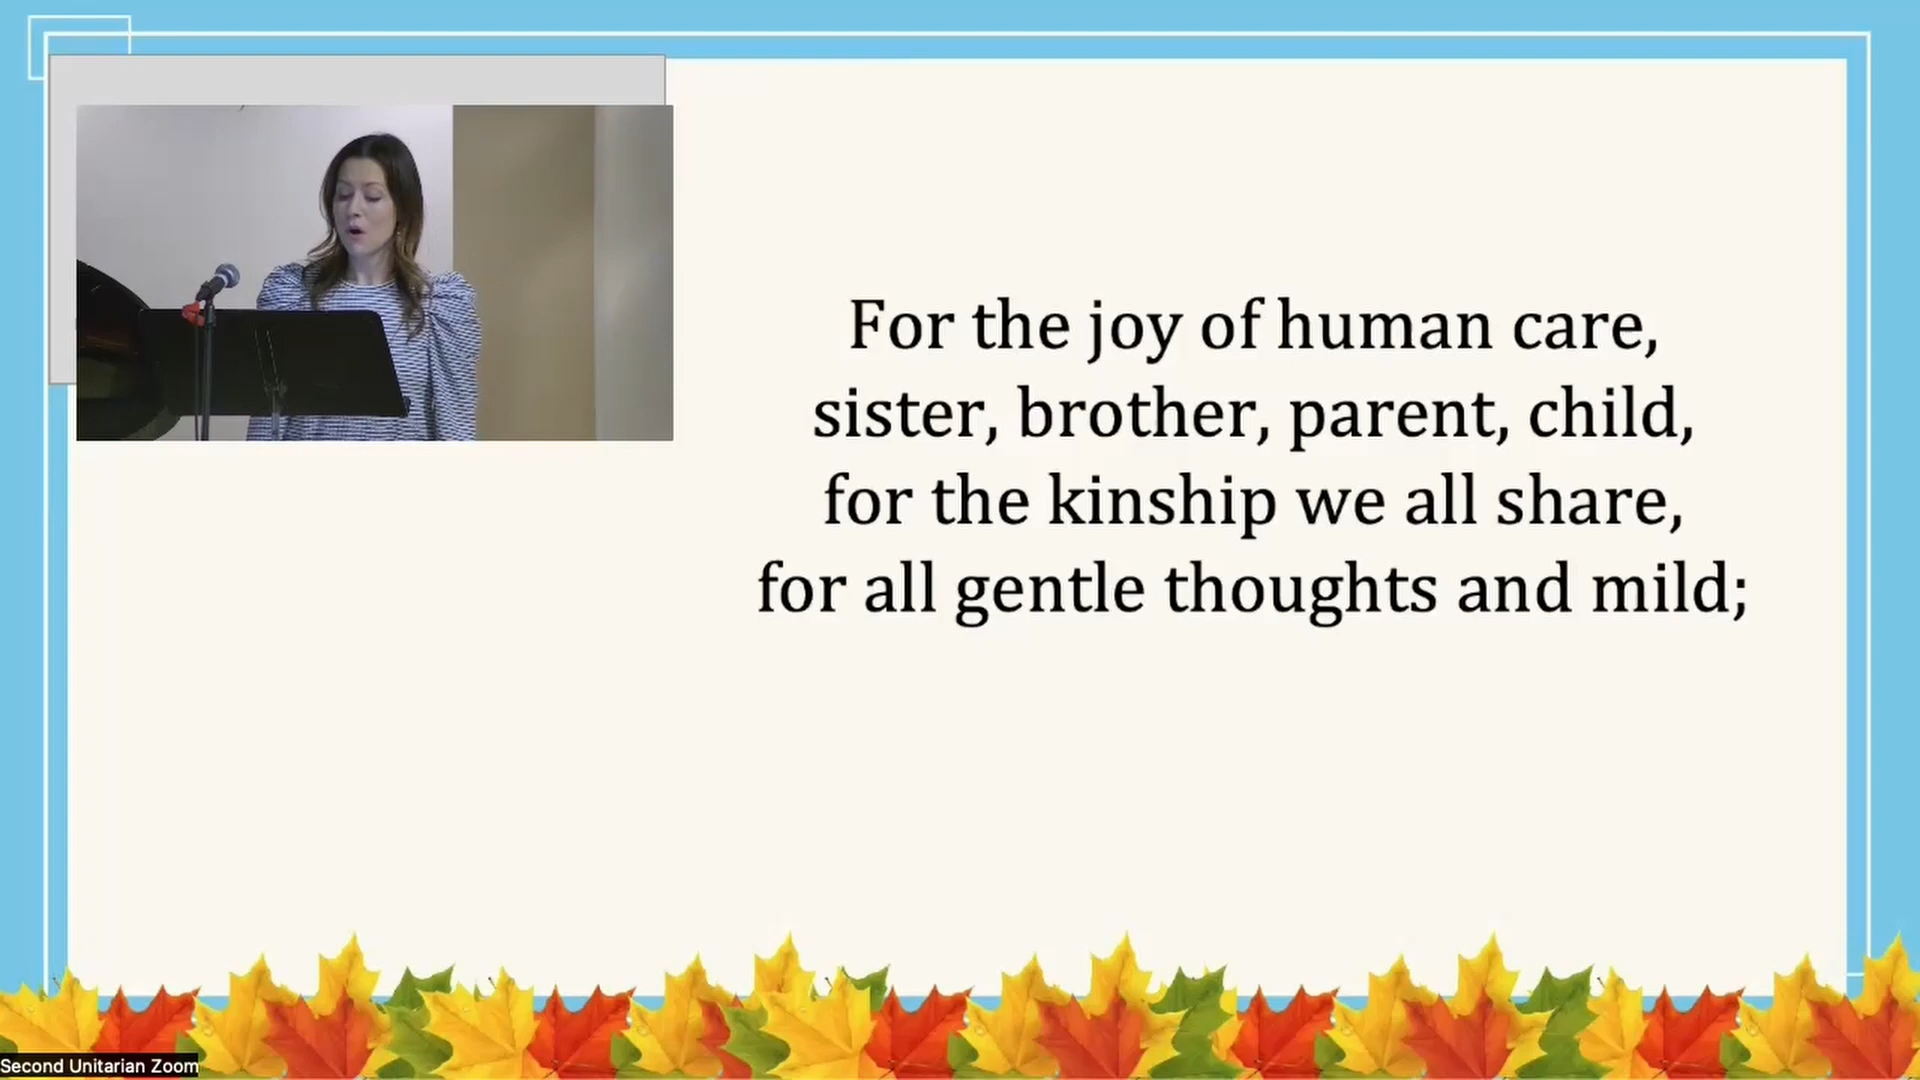 For the joy of human care,
sister, brother, parent, child,
for the kinship we all share,
for all gentle thoughts and mild;
Second Unitarian Zoom